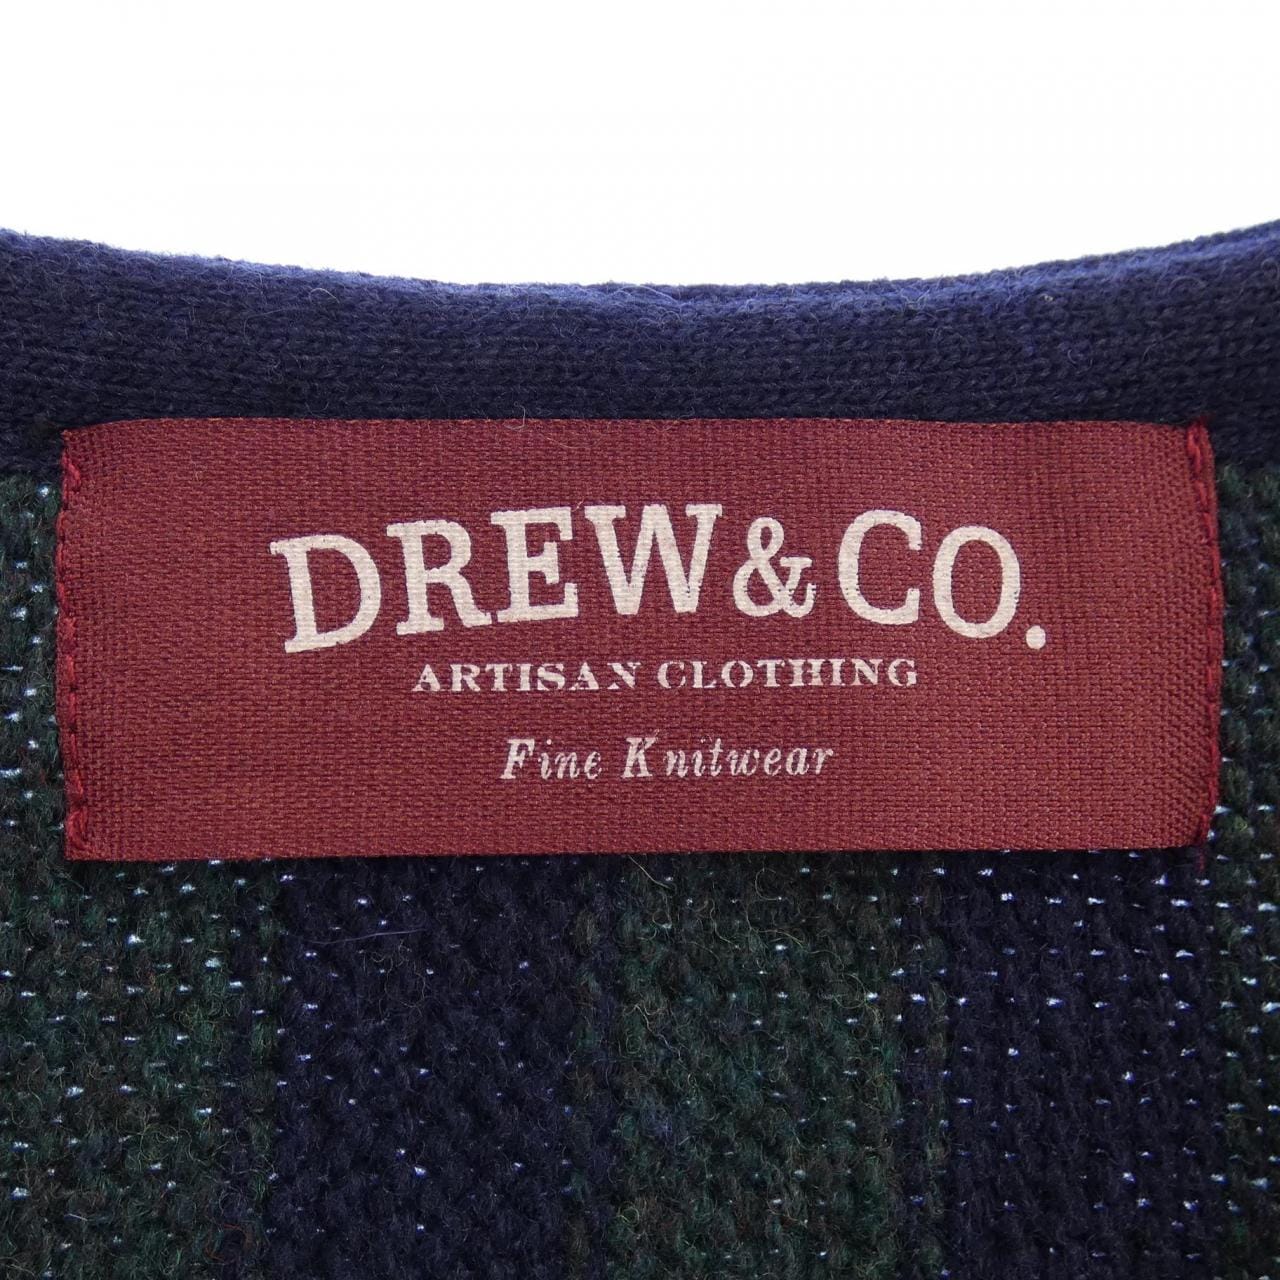 DREW & CO.
ARTISAN CLOTHING
Fine Knitwear